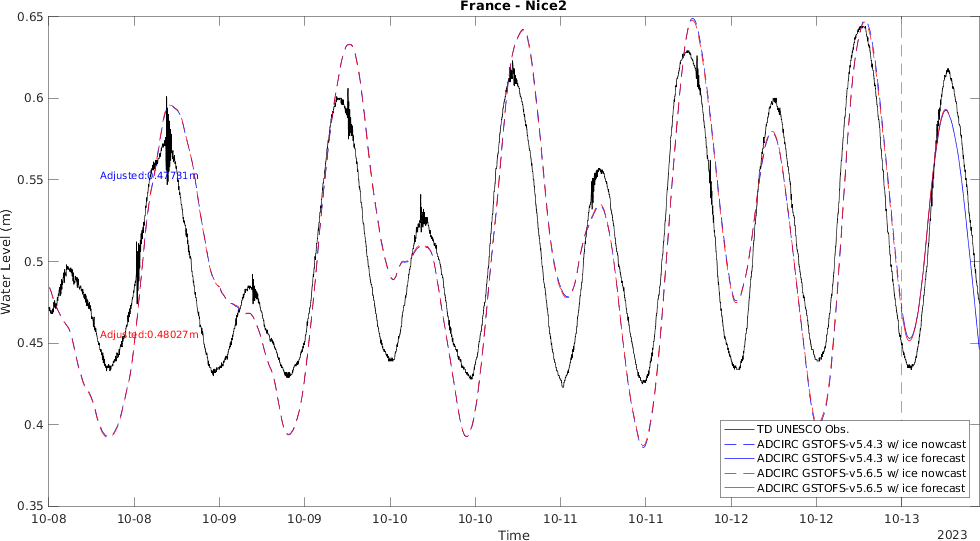 France - Nice2
0.65
0.6
0.55
0.5
0.45
0.4
0.35
Water Level (m)
Adjusted:0.47731m
Adjusted:0.48027m
TD UNESCO Obs.
ADCIRC GSTOFS-v5.4.3 w/ ice nowcast
ADCIRC GSTOFS-v5.4.3 w/ ice forecast
ADCIRC GSTOFS-v5.6.5 w/ ice nowcast
ADCIRC GSTOFS-v5.6.5 w/ ice forecast
10-08 10-08 10-09 10-09 10-10 10-10 10-11 10-11 10-12 10-12 10-13
Time
2023